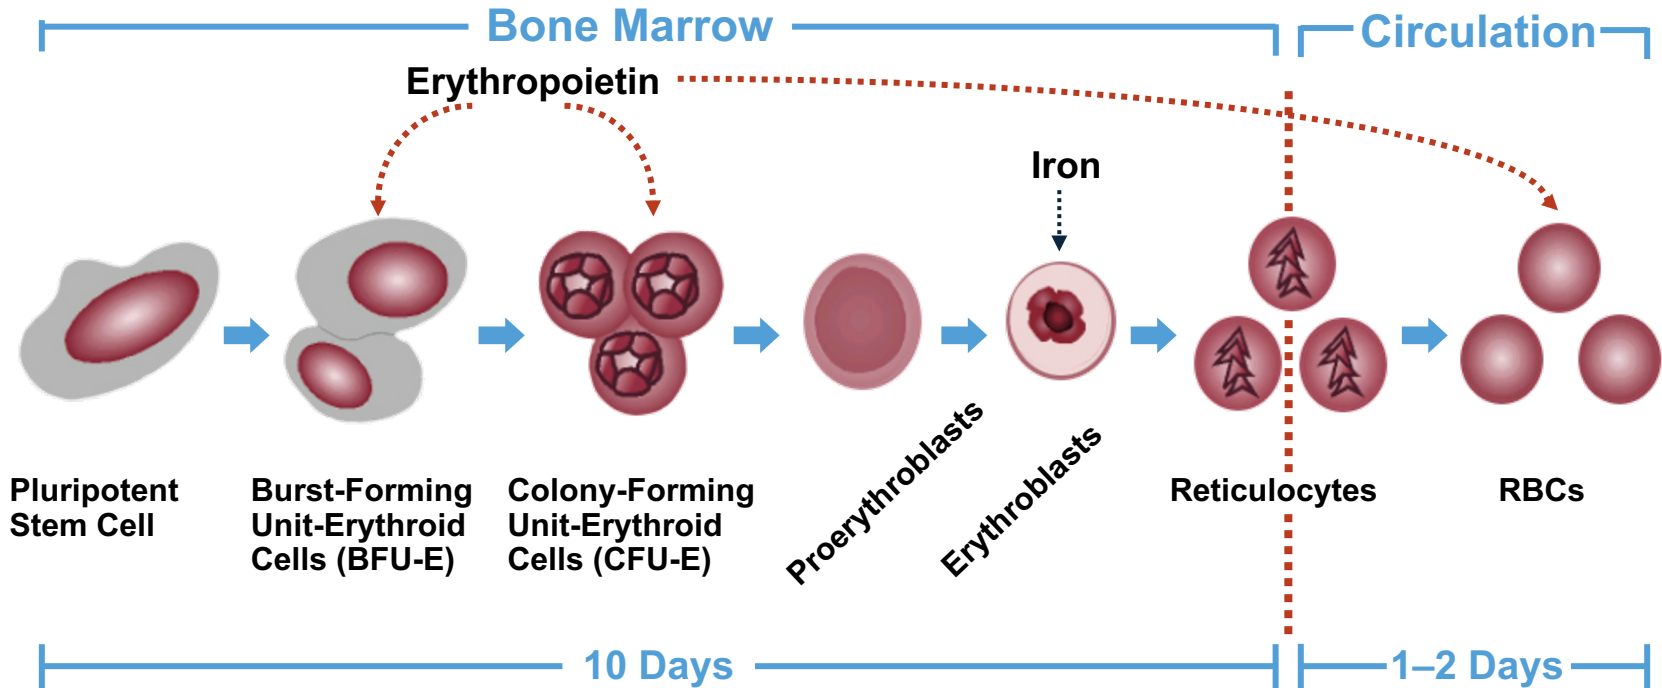 Bone Marrow
Circulation
Erythropoietin
Iron
Pluripotent
Stem Cell
Burst-Forming
Unit-Erythroid
Cells (BFU-E)
Colony-Forming
Unit-Erythroid
Cells (CFU-E)
Proerythroblasts
Erythroblasts
Reticulocytes
RBCs
10 Days
1–2 Days